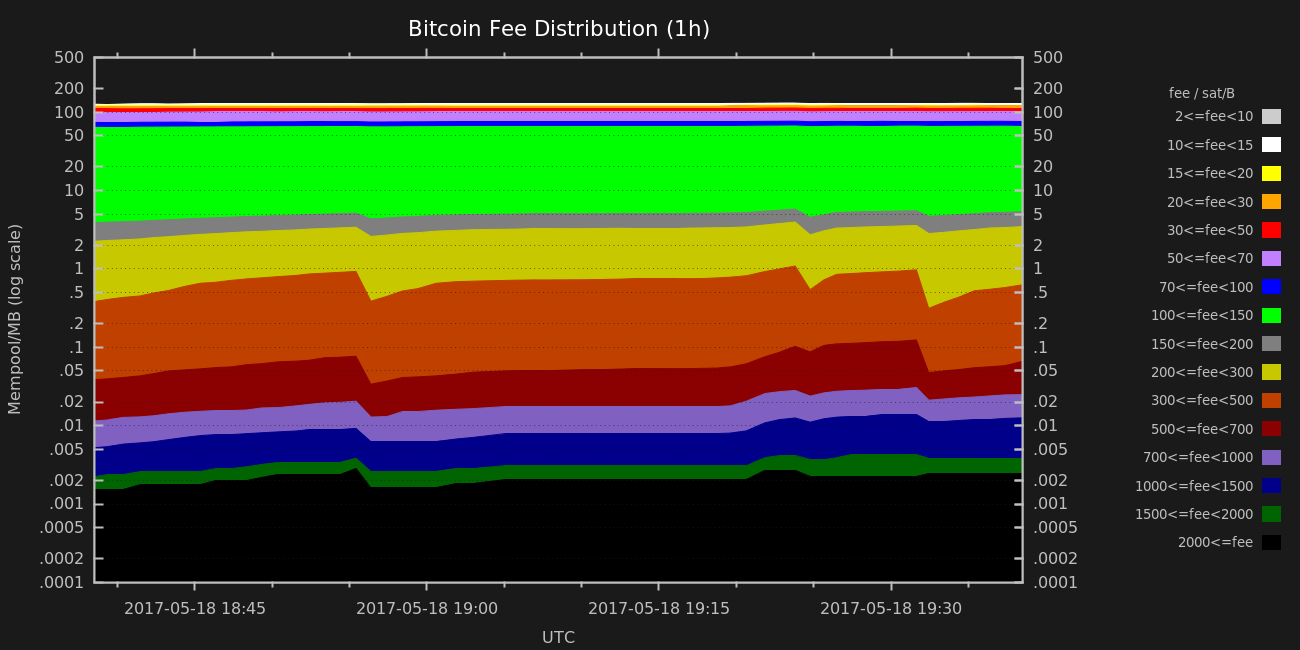 Bitcoin Fee Distribution (1h)
500
200
100
50
20
10
5
2
1
.5
.2
.1
.05
.02
.01
.005
.002
.001
.0005
.0002
.0001
Mempool/MB (log scale)
500
200
100
50
20
10
5
2
1
.5
.2
.1
.05
.02
.01
.005
.002
.001
.0005
.0002
.0001
2017-05-18 18:45
2017-05-18 19:00
2017-05-18 19:15
2017-05-18 19:30
UTC
fee / sat/B
2<=fee<10
10<=fee<15
15<=fee<20
20<=fee<30
30<=fee<50
50<=fee<70
70<=fee<100
100<=fee<150
150<=fee<200
200<=fee<300
300<=fee<500
500<=fee<700
700<=fee<1000
1000<=fee<1500
1500<=fee<2000
2000<=fee